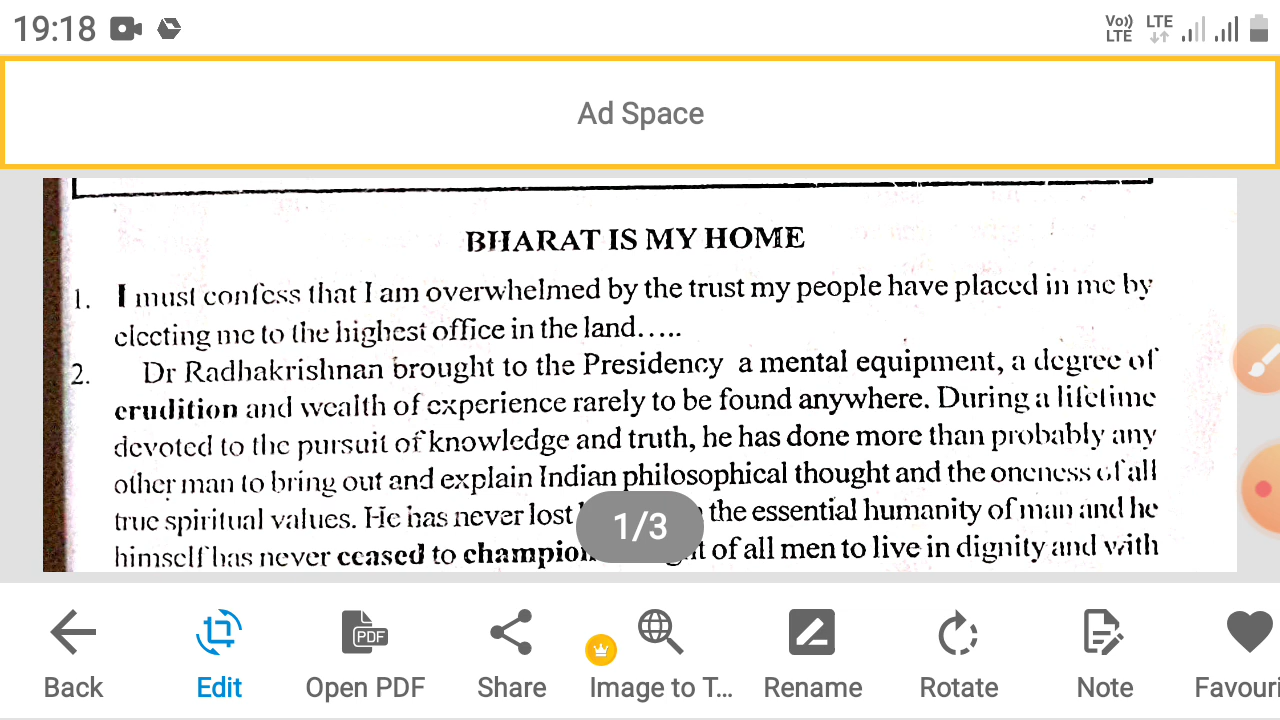 19:18
Vo)) LTE
LTE
Ad Space
BHARAT IS MY HOME
1. I must confess that I am overwhelmed by the trust my people have placed in me by
electing me to the highest office in the land.....
2. Dr Radhakrishnan brought to the Presidency a mental equipment, a degree of
erudition and wealth of experience rarely to be found anywhere. During a lifetime
devoted to the pursuit of knowledge and truth, he has done more than probably any
other man to bring out and explain Indian philosophical thought and the oneness of all
true spiritual values. He has never lost the essential humanity of man and he
himself has never ceased to champion of all men to live in dignity and with
1/3
PDF
Back Edit Open PDF Share Image to T... Rename Rotate Note Favouri